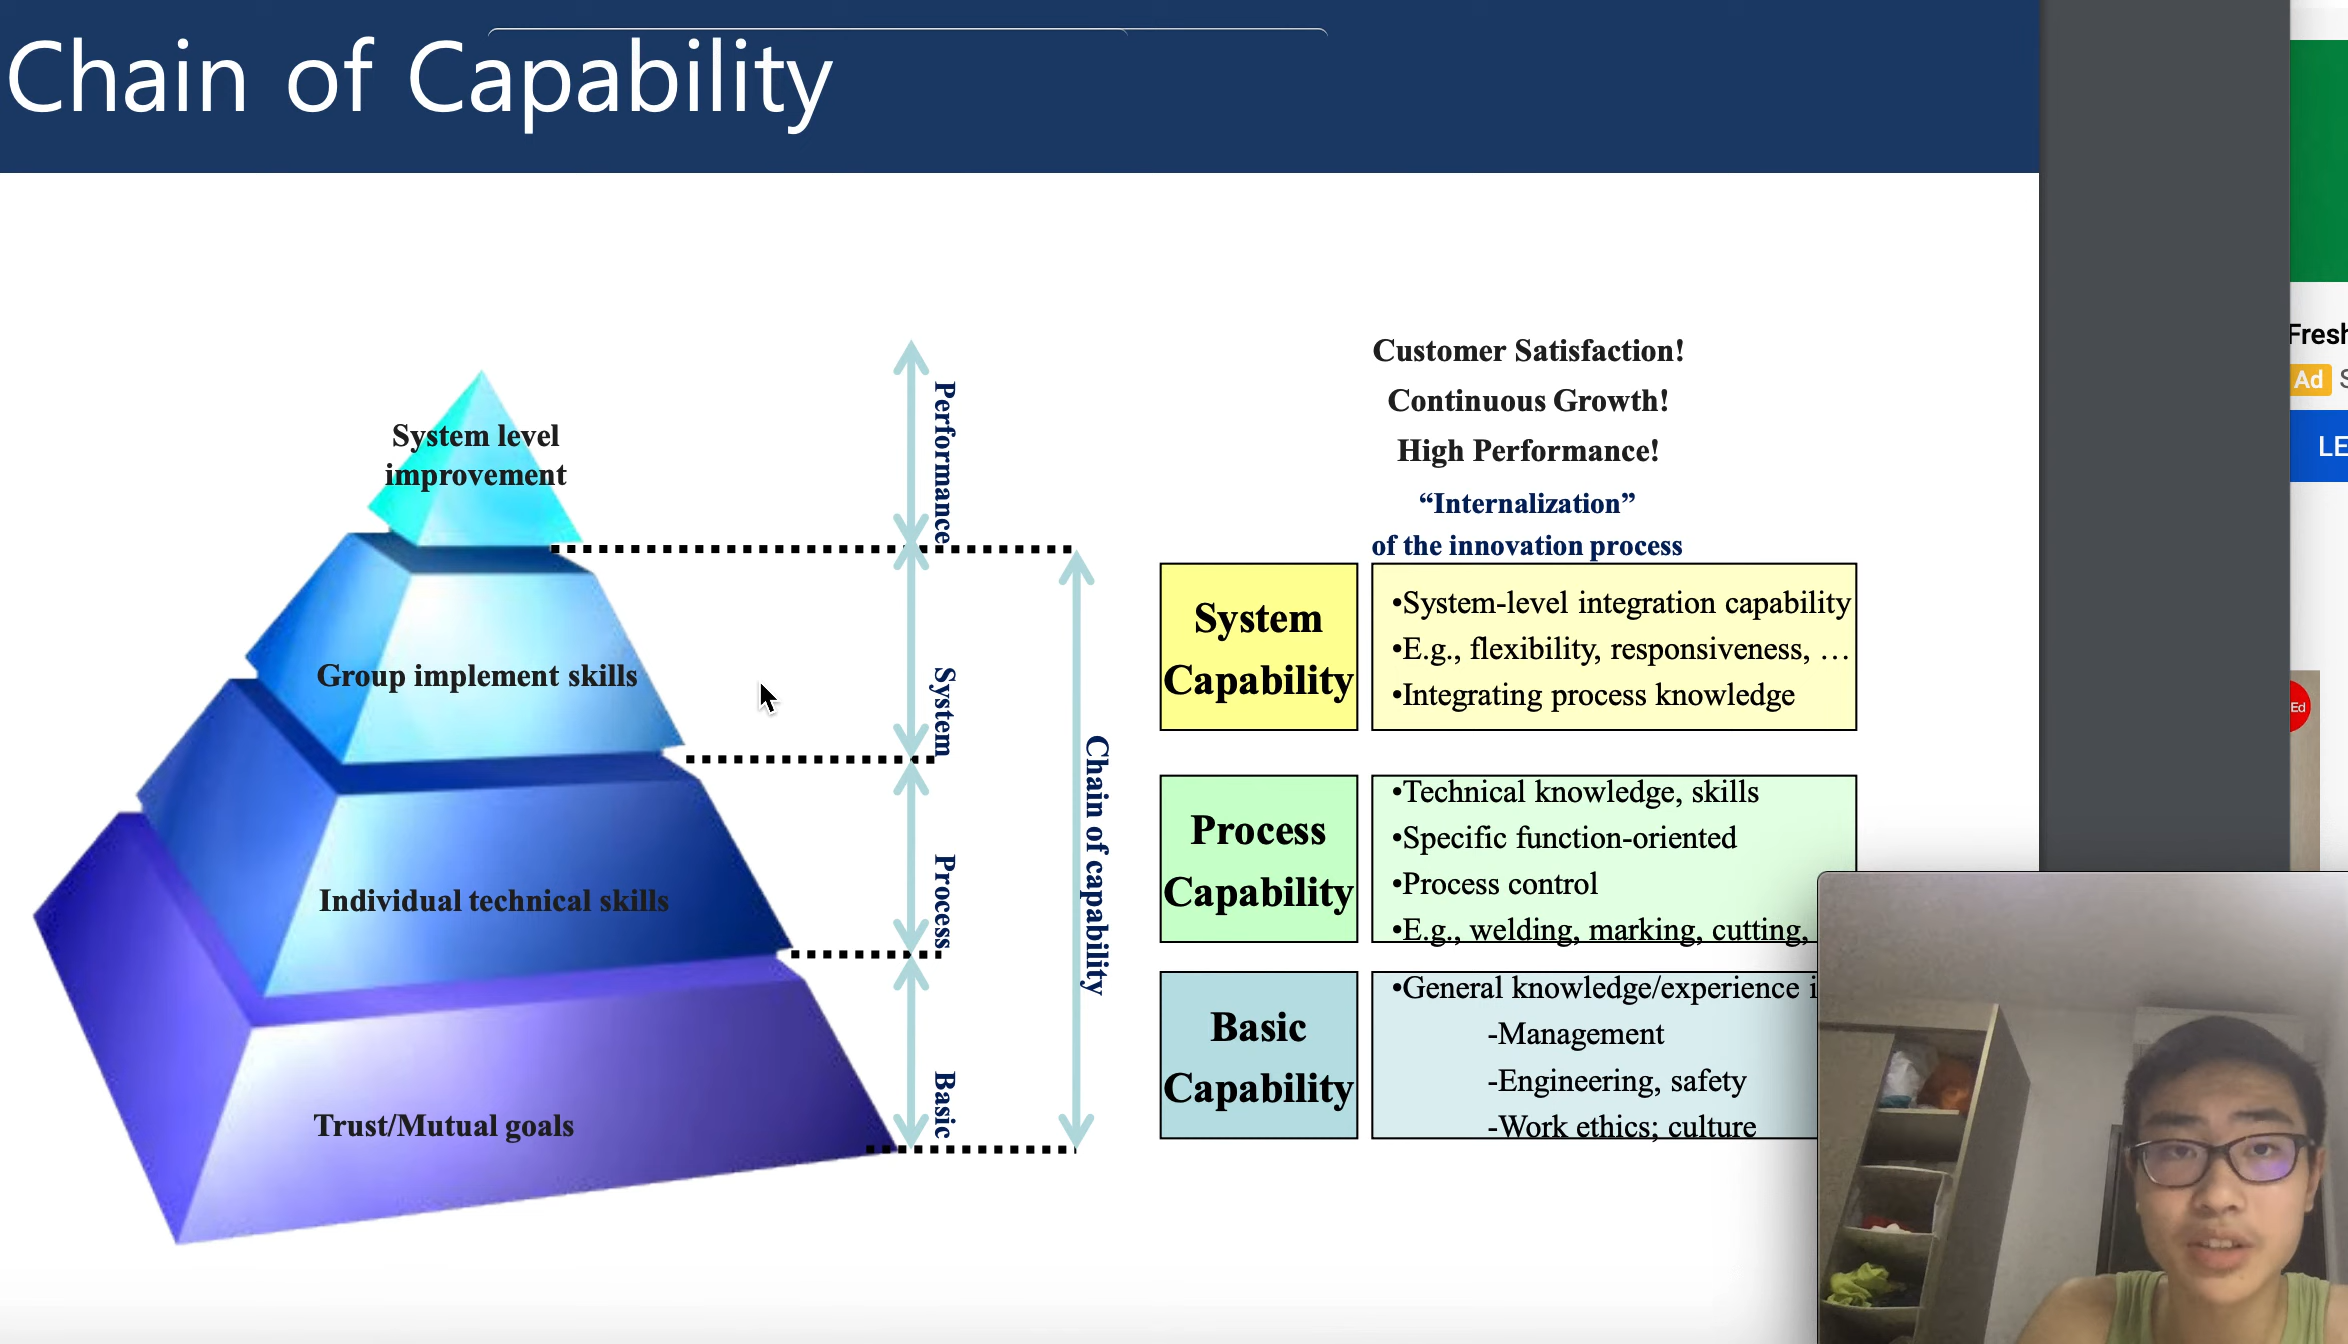 Chain of Capability
System level
improvement
Group implement skills
Individual technical skills
Trust/Mutual goals
Performance
System
Process
Basic
Chain of capability
Customer Satisfaction!
Continuous Growth!
High Performance!
“Internalization”
of the innovation process
System
Capability
•System-level integration capability
•E.g., flexibility, responsiveness, …
•Integrating process knowledge
Process
Capability
•Technical knowledge, skills
•Specific function-oriented
•Process control
•E.g., welding, marking, cutting,
Basic
Capability
•General knowledge/experience
-Management
-Engineering, safety
-Work ethics; culture
Fresh
Ad
Ed